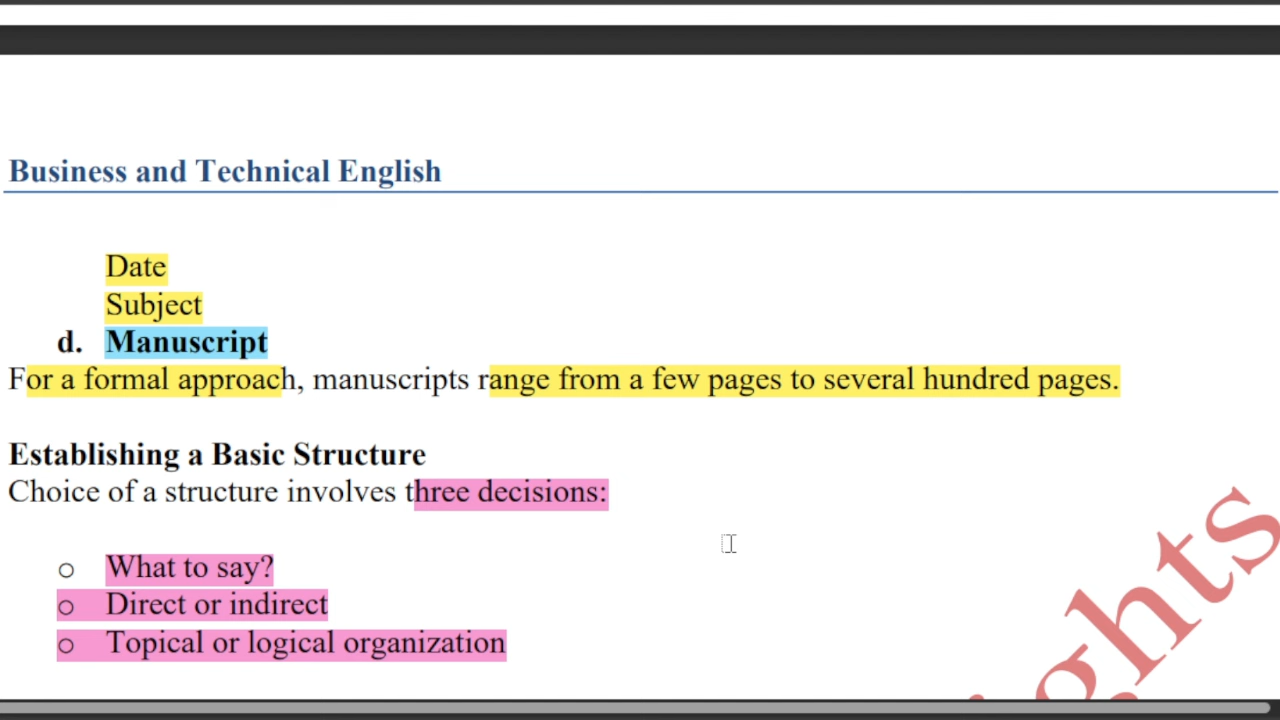 Business and Technical English
Date
Subject
d. Manuscript
For a formal approach, manuscripts range from a few pages to several hundred pages.
Establishing a Basic Structure
Choice of a structure involves three decisions:
o What to say?
o Direct or indirect
o Topical or logical organization